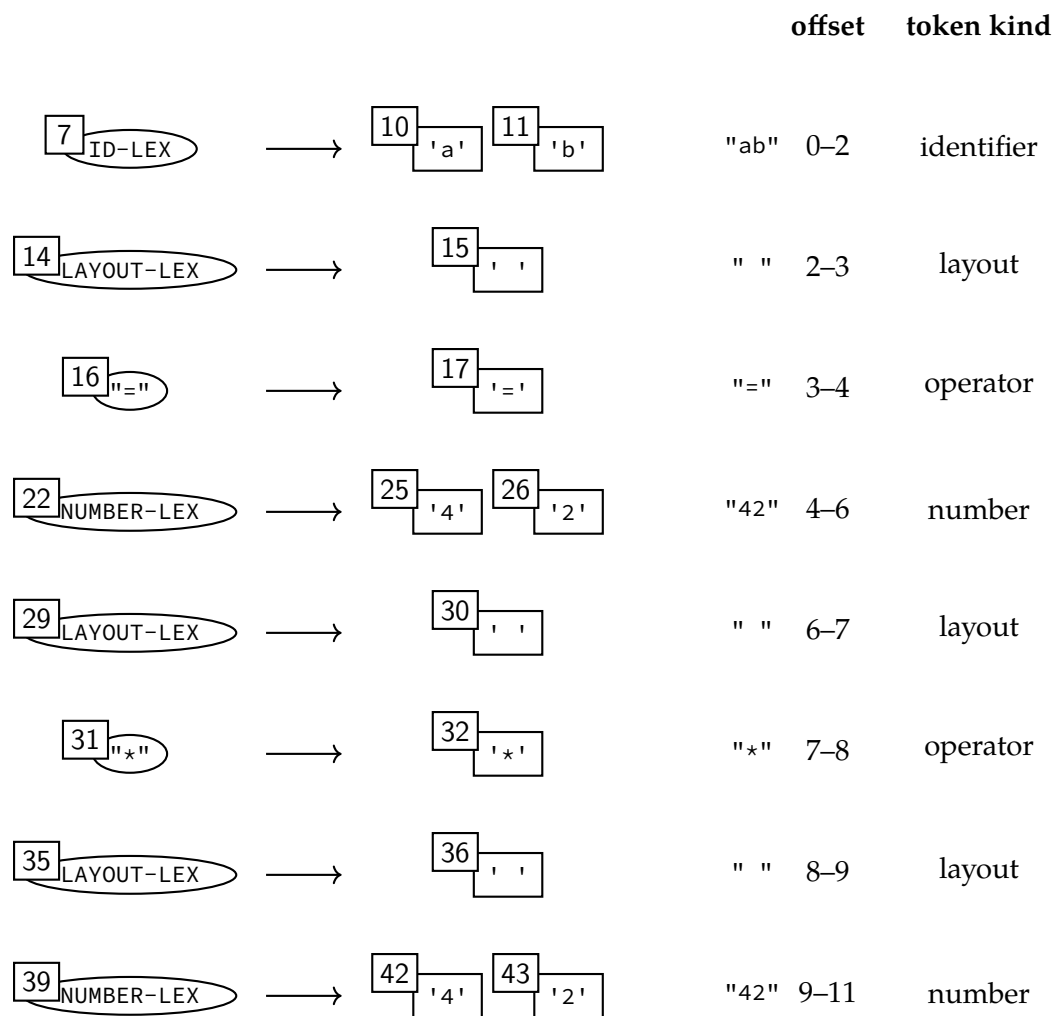 offset token kind
7 ID-LEX 10 'a' 11 'b' "ab" 0–2 identifier
14 LAYOUT-LEX 15 ' ' " " 2–3 layout
16 "=" 17 '=' "=" 3–4 operator
22 NUMBER-LEX 25 '4' 26 '2' "42" 4–6 number
29 LAYOUT-LEX 30 ' ' " " 6–7 layout
31 "*" 32 '*' "*" 7–8 operator
35 LAYOUT-LEX 36 ' ' " " 8–9 layout
39 NUMBER-LEX 42 '4' 43 '2' "42" 9–11 number